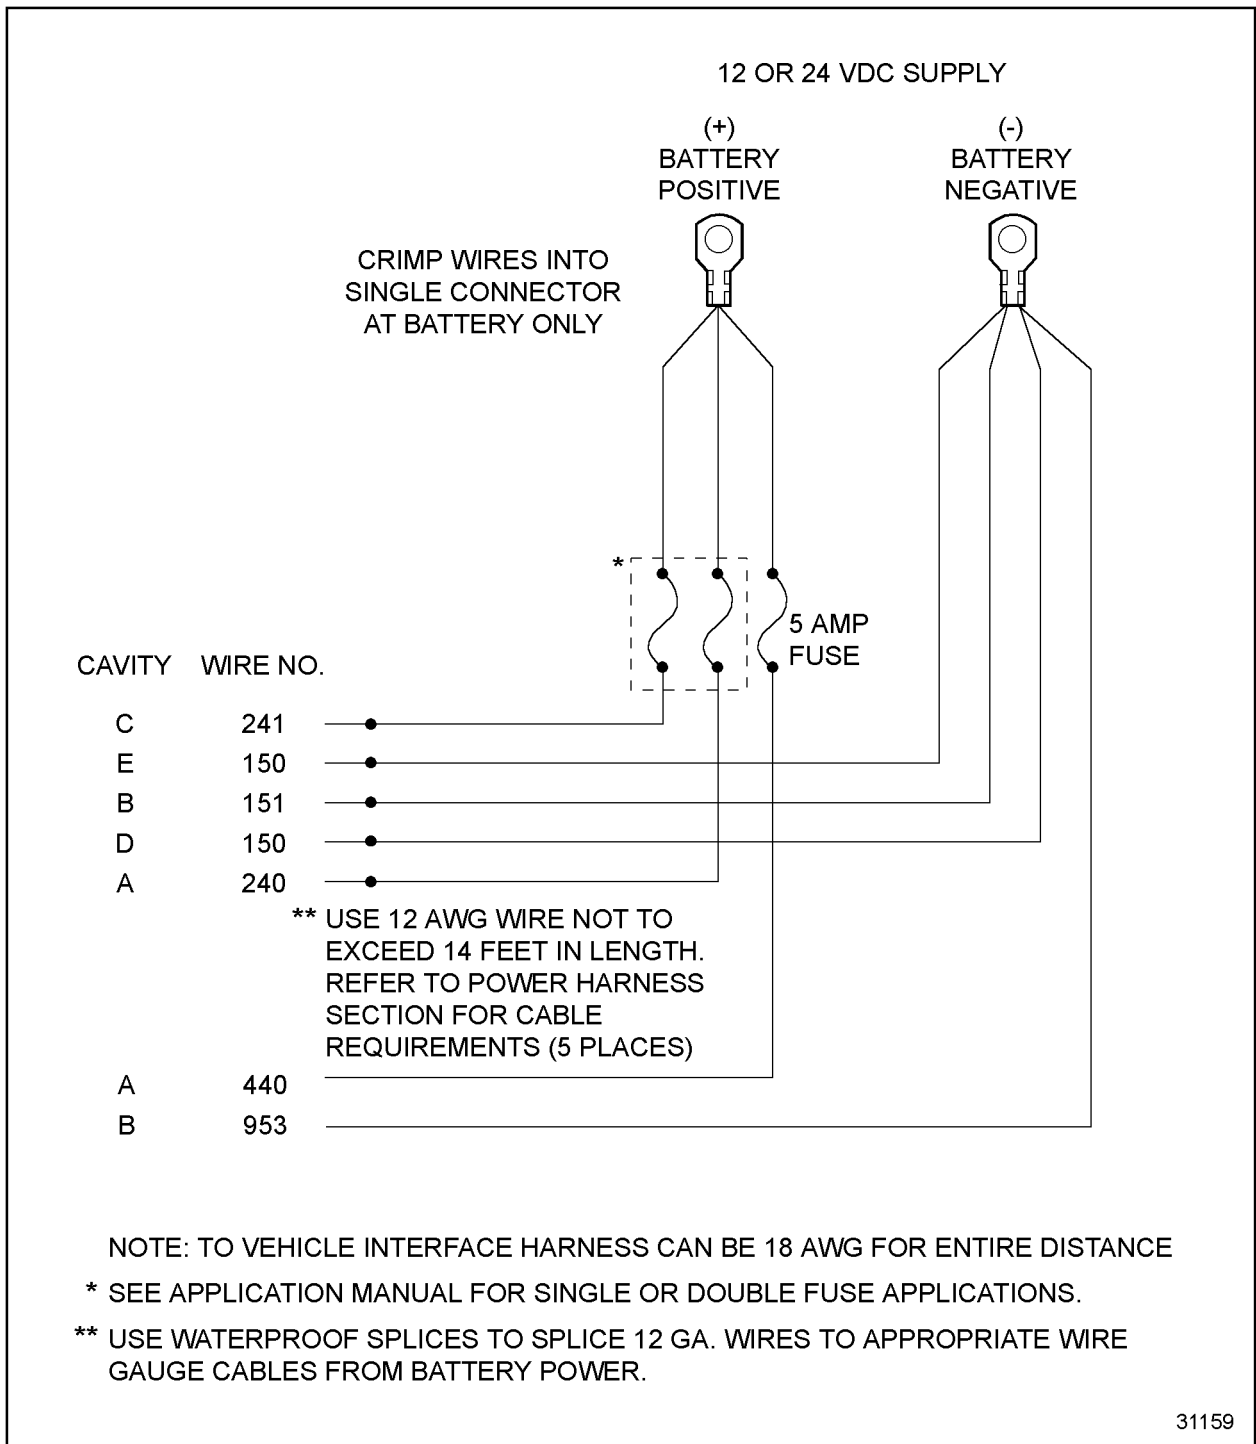 12 OR 24 VDC SUPPLY
(+)
BATTERY
POSITIVE
(-)
BATTERY
NEGATIVE
CRIMP WIRES INTO
SINGLE CONNECTOR
AT BATTERY ONLY
*
5 AMP
FUSE
CAVITY WIRE NO.
C 241
E 150
B 151
D 150
A 240
** USE 12 AWG WIRE NOT TO
EXCEED 14 FEET IN LENGTH.
REFER TO POWER HARNESS
SECTION FOR CABLE
REQUIREMENTS (5 PLACES)
A 440
B 953
NOTE: TO VEHICLE INTERFACE HARNESS CAN BE 18 AWG FOR ENTIRE DISTANCE
* SEE APPLICATION MANUAL FOR SINGLE OR DOUBLE FUSE APPLICATIONS.
** USE WATERPROOF SPLICES TO SPLICE 12 GA. WIRES TO APPROPRIATE WIRE
GAUGE CABLES FROM BATTERY POWER.
31159